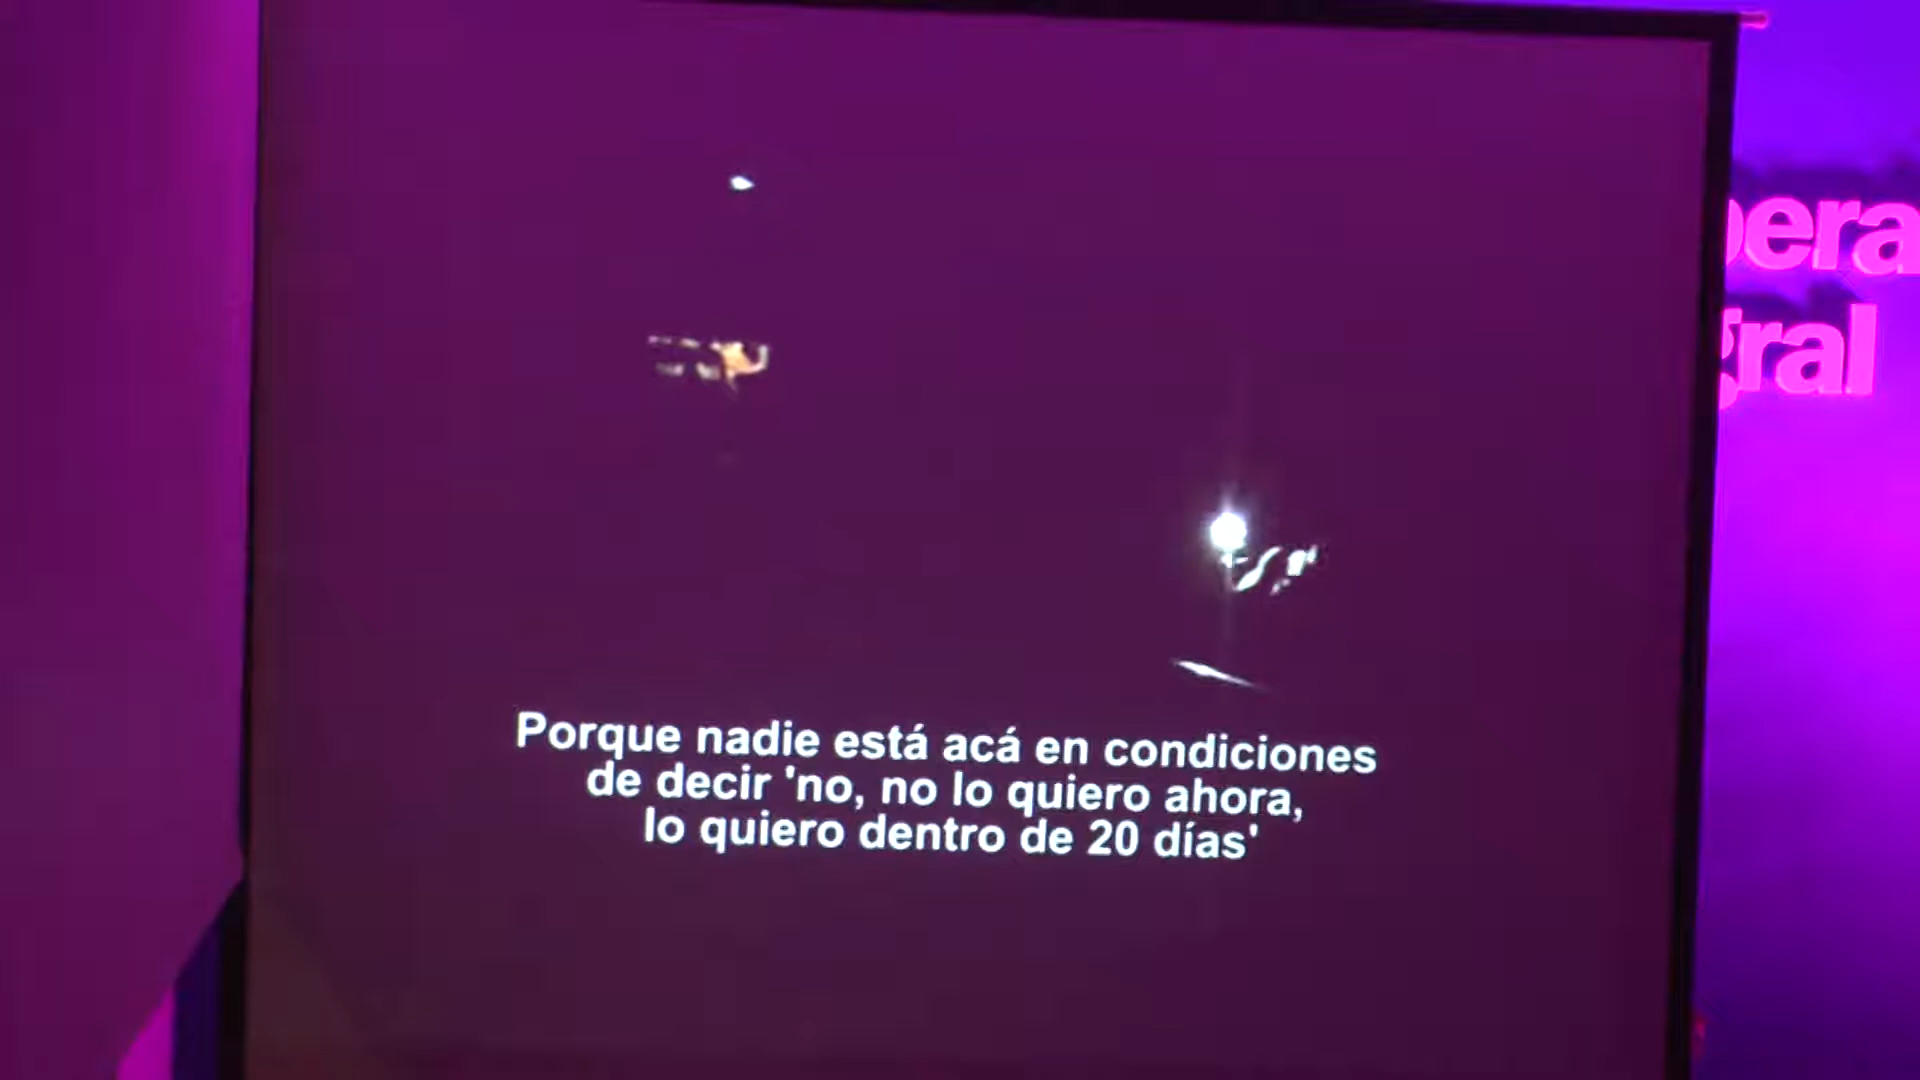 Porque nadie está acá en condiciones
de decir 'no, no lo quiero ahora,
lo quiero dentro de 20 días'